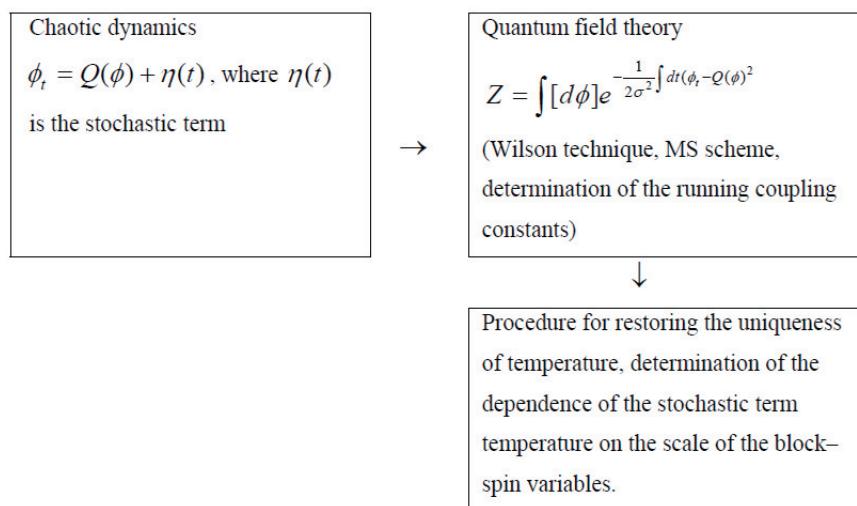 Chaotic dynamics
ϕₜ = Q(ϕ) + η(t), where η(t)
is the stochastic term
→
Quantum field theory
Z = ∫[dϕ]e^{-\frac{1}{2σ^2}∫dt(ϕ_t-Q(ϕ)^2}
(Wilson technique, MS scheme,
determination of the running coupling
constants)
↓
Procedure for restoring the uniqueness
of temperature, determination of the
dependence of the stochastic term
temperature on the scale of the block–
spin variables.